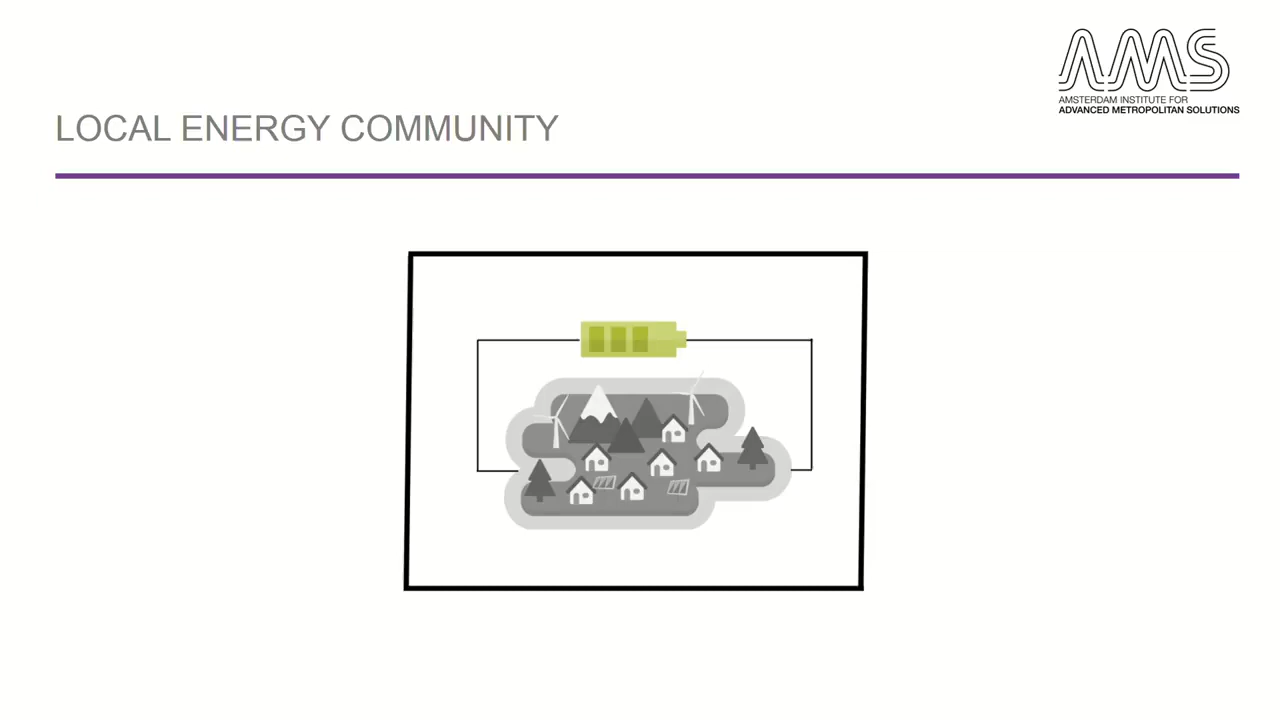 AMS
AMSTERDAM INSTITUTE FOR
ADVANCED METROPOLITAN SOLUTIONS
LOCAL ENERGY COMMUNITY